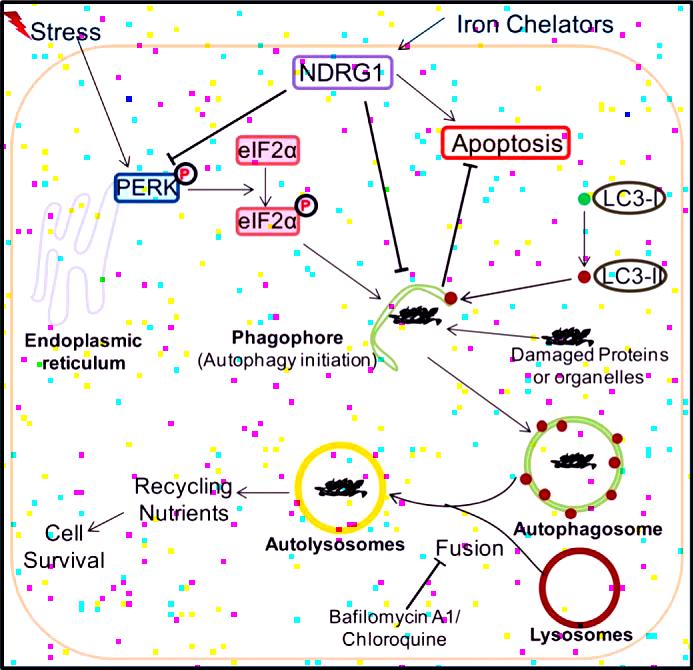 Stress
Iron Chelators
NDRG1
Apoptosis
eIF2α
P
PERK
P
eIF2α
LC3-I
LC3-II
Endoplasmic
reticulum
Phagophore
(Autophagy initiation)
Damaged Proteins
or organelles
Recycling
Nutrients
Cell
Survival
Autolysosomes
Autophagosome
Fusion
Bafilomycin A1/
Chloroquine
Lysosomes